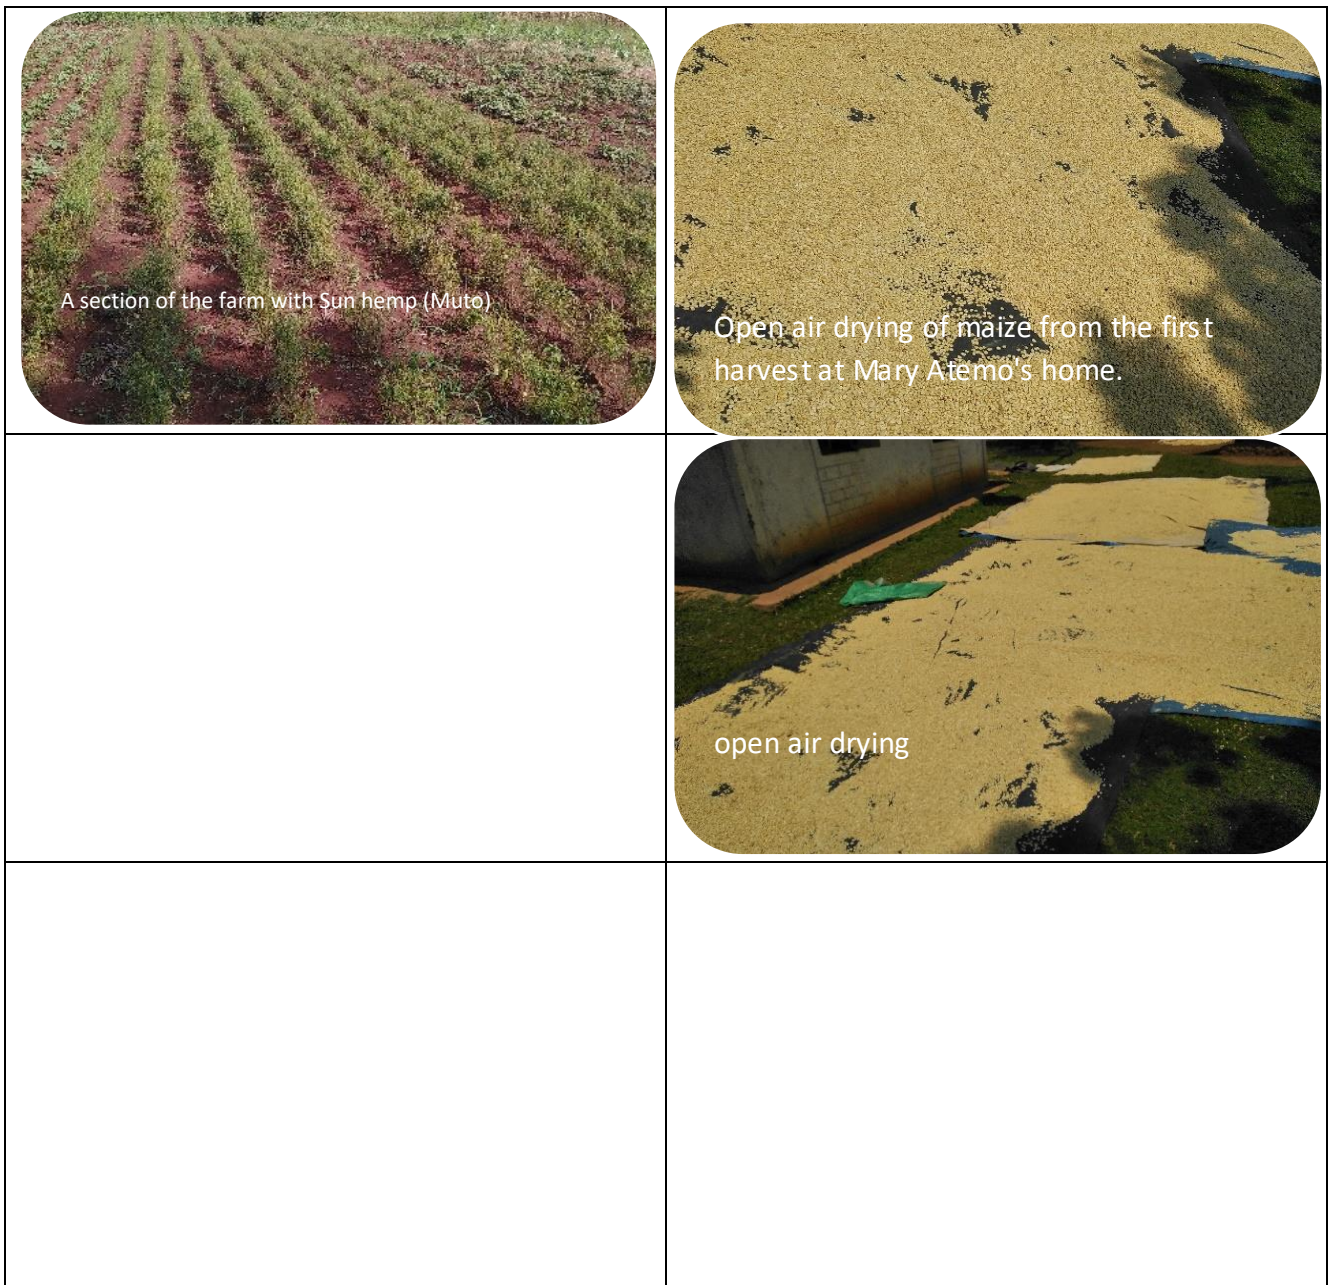 A section of the farm with Sun hemp (Muto)
Open air drying of maize from the first
harvest at Mary Atemo's home.
open air drying